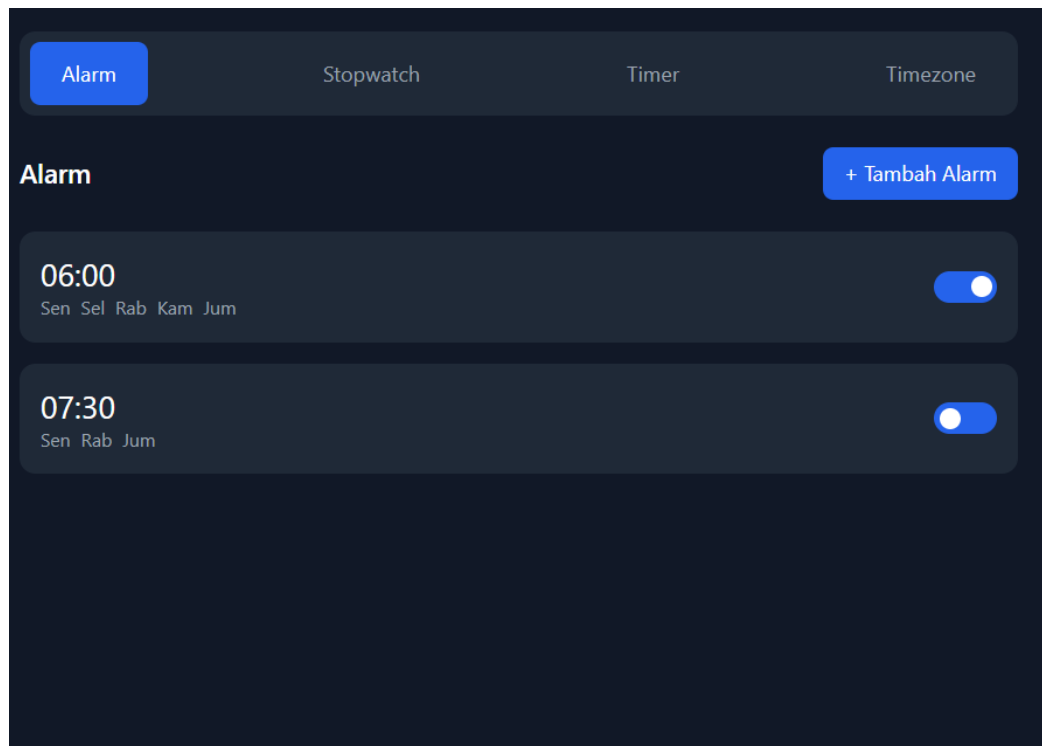 Alarm Stopwatch Timer Timezone
Alarm + Tambah Alarm
06:00
Sen Sel Rab Kam Jum
07:30
Sen Rab Jum